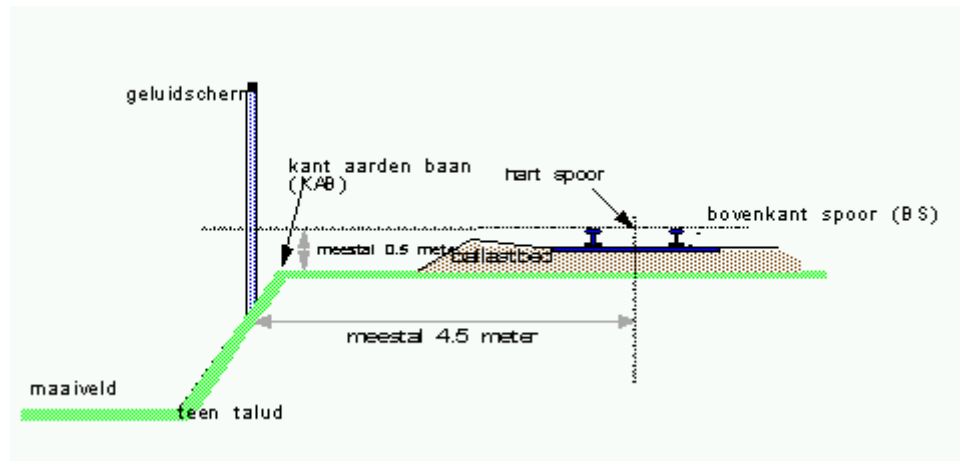 geluidscherm
kant aarden baan
(KAB)
hart spoor
bovenkant spoor (BS)
meestal 0.5 meter
ballastbed
meestal 4.5 meter
maaiveld
teen talud